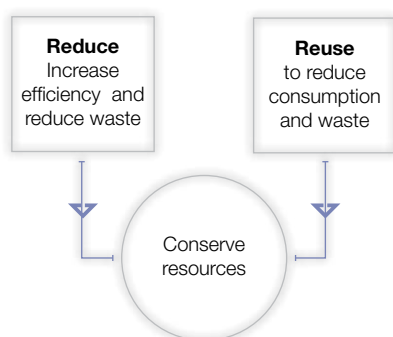 Reduce
Increase
efficiency and
reduce waste
Reuse
to reduce
consumption
and waste
Conserve
resources